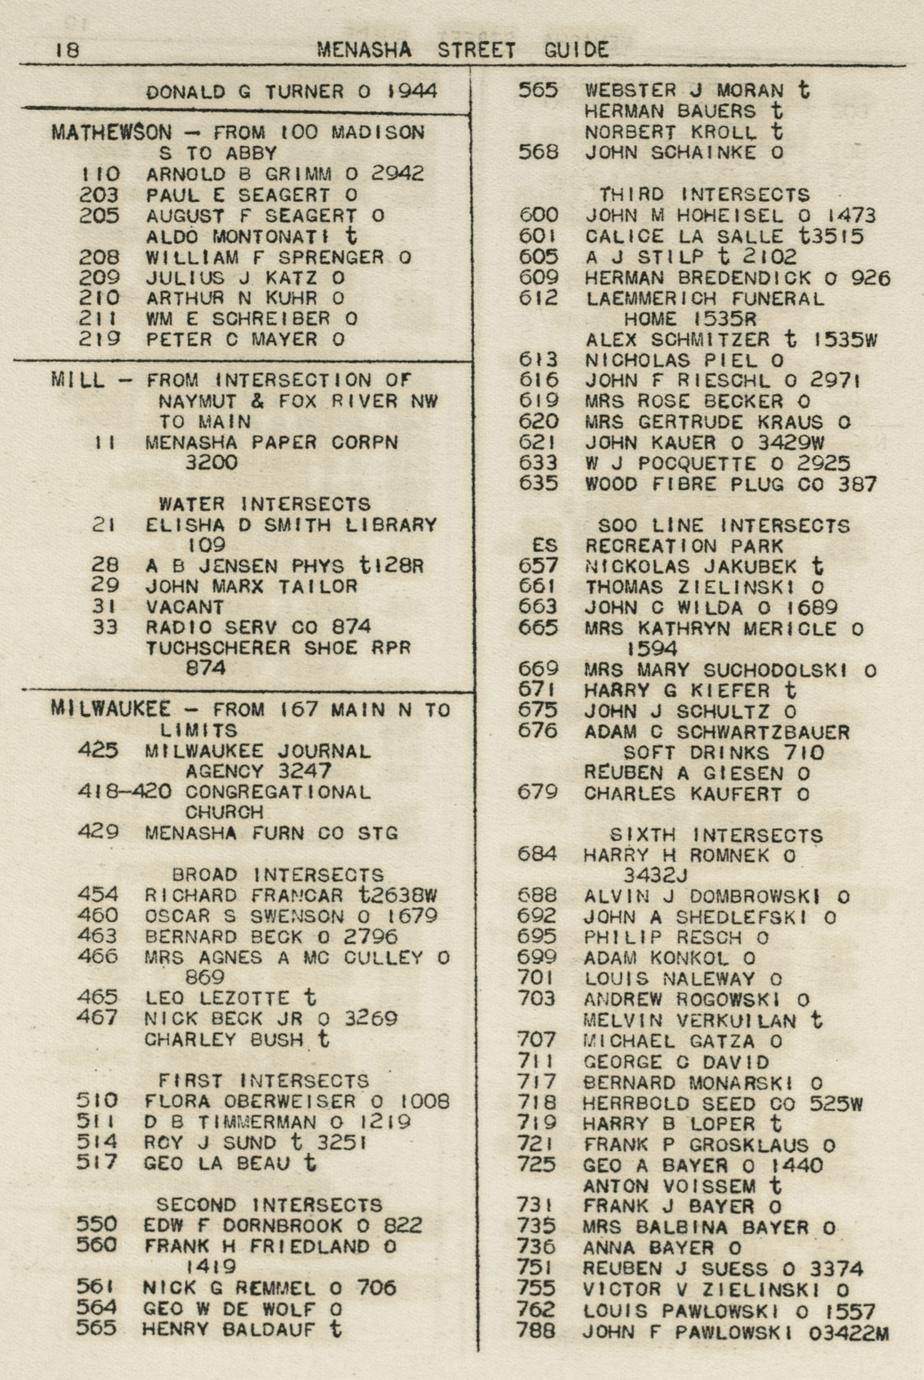 18 MENASHA STREET GUIDE
DONALD G TURNER O 1944
MATHEWSON — FROM 100 MADISON
S TO ABBY
110 ARNOLD B GRIMM O 2942
203 PAUL E SEAGERT O
205 AUGUST F SEAGERT O
ALDO MONTONATI t
208 WILLIAM F SPRENGER O
209 JULIUS J KATZ O
210 ARTHUR N KUHR O
211 WM E SCHREIBER O
219 PETER C MAYER O
MILL — FROM INTERSECTION OF
NAYMUT & FOX RIVER NW
TO MAIN
11 MENASHA PAPER CORPN
3200
WATER INTERSECTS
21 ELISHA D SMITH LIBRARY
109
28 A B JENSEN PHYS t128R
29 JOHN MARX TAILOR
31 VACANT
33 RADIO SERV CO 874
TUCHSCHERER SHOE RPR
874
MILWAUKEE — FROM 167 MAIN N TO
LIMITS
425 MILWAUKEE JOURNAL
AGENCY 3247
418—420 CONGREGATIONAL
CHURCH
429 MENASHA FURN CO STG
BROAD INTERSECTS
454 RICHARD FRANCAR t2638W
460 OSCAR S SWENSON O 1679
463 BERNARD BECK O 2796
466 MRS AGNES A MC CULLEY O
869
465 LEO LEZOTTE t
467 NICK BECK JR O 3269
CHARLEY BUSH t
FIRST INTERSECTS
510 FLORA OBERWEISER O 1008
511 D B TIMMERMAN O 1219
514 ROY J SUND t 3251
517 GEO LA BEAU t
SECOND INTERSECTS
550 EDW F DORNBROOK O 822
560 FRANK H FRIEDLAND O
1419
561 NICK G REMMEL O 706
564 GEO W DE WOLF O
565 HENRY BALDAUF t
565 WEBSTER J MORAN t
HERMAN BAUERS t
NORBERT KROLL t
568 JOHN SCHAINKE O
THIRD INTERSECTS
600 JOHN M HOHEISEL O 1473
601 CALICE LA SALLE t3515
605 A J STILP t 2102
609 HERMAN BREDENDICK O 926
612 LAEMMERICH FUNERAL
HOME 1535R
ALEX SCHMITZER t 1535W
613 NICHOLAS PIEL O
616 JOHN F RIESCHL O 2971
619 MRS ROSE BECKER O
620 MRS GERTRUDE KRAUS O
621 JOHN KAUER O 3429W
633 W J POCQUETTE O 2925
635 WOOD FIBRE PLUG CO 387
SOO LINE INTERSECTS
ES RECREATION PARK
657 NICKOLAS JAKUBEK t
661 THOMAS ZIELINSKI O
663 JOHN C WILDA O 1689
665 MRS KATHRYN MERICLE O
1594
669 MRS MARY SUCHODOLSKI O
671 HARRY G KIEFER t
675 JOHN J SCHULTZ O
676 ADAM C SCHWARTZBAUER
SOFT DRINKS 710
REUBEN A GIESEN O
679 CHARLES KAUFERT O
SIXTH INTERSECTS
684 HARRY H ROMNEK O
3432J
688 ALVIN J DOMBROWSKI O
692 JOHN A SHEDLEFSKI O
695 PHILIP RESCH O
699 ADAM KONKOL O
701 LOUIS NALEWAY O
703 ANDREW ROGOWSKI O
MELVIN VERKUILAN t
707 MICHAEL GATZA O
711 GEORGE C DAVID
717 BERNARD MONARSKI O
718 HERRBOLD SEED CO 525W
719 HARRY B LOPER t
721 FRANK P GROSKLAUS O
725 GEO A BAYER O 1440
ANTON VOISSEM t
731 FRANK J BAYER O
735 MRS BALBINA BAYER O
736 ANNA BAYER O
751 REUBEN J SUESS O 3374
755 VICTOR V ZIELINSKI O
762 LOUIS PAWLOWSKI O 1557
788 JOHN F PAWLOWSKI O3422M